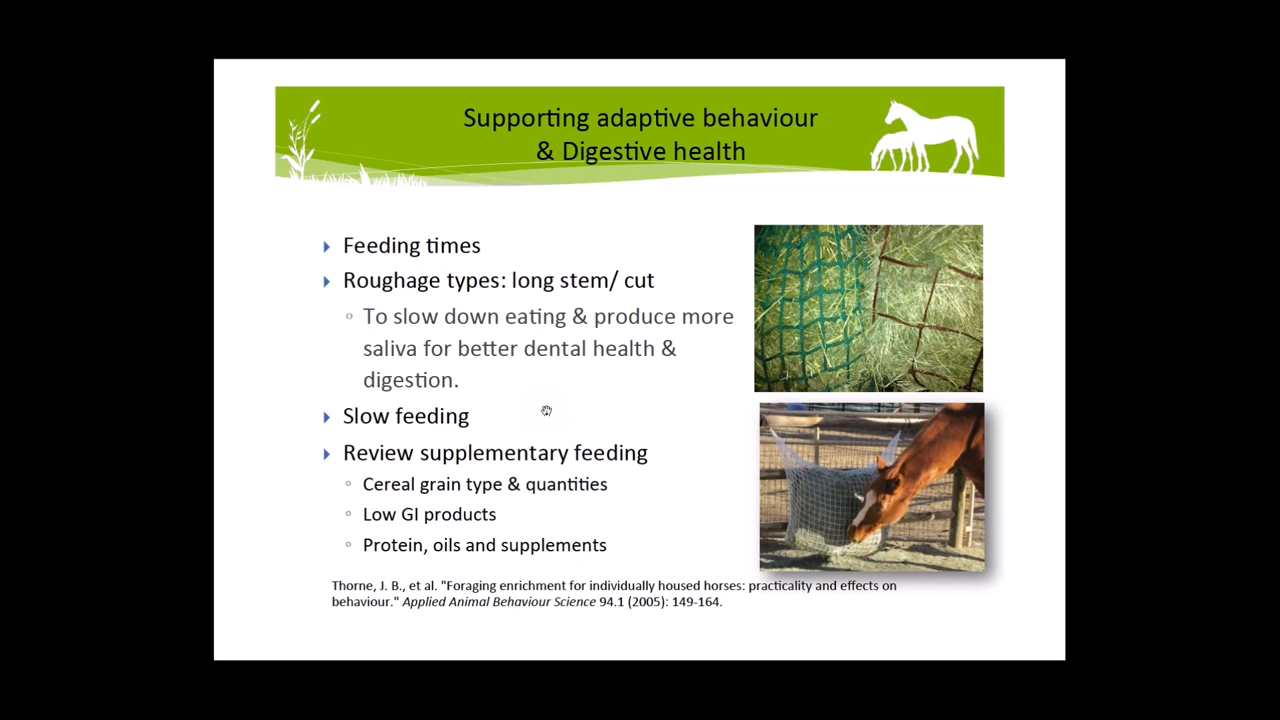 Supporting adaptive behaviour
& Digestive health
Feeding times
Roughage types: long stem/ cut
To slow down eating & produce more
saliva for better dental health &
digestion.
Slow feeding
Review supplementary feeding
Cereal grain type & quantities
Low GI products
Protein, oils and supplements
Thorne, J. B., et al. "Foraging enrichment for individually housed horses: practicality and effects on
behaviour." Applied Animal Behaviour Science 94.1 (2005): 149-164.